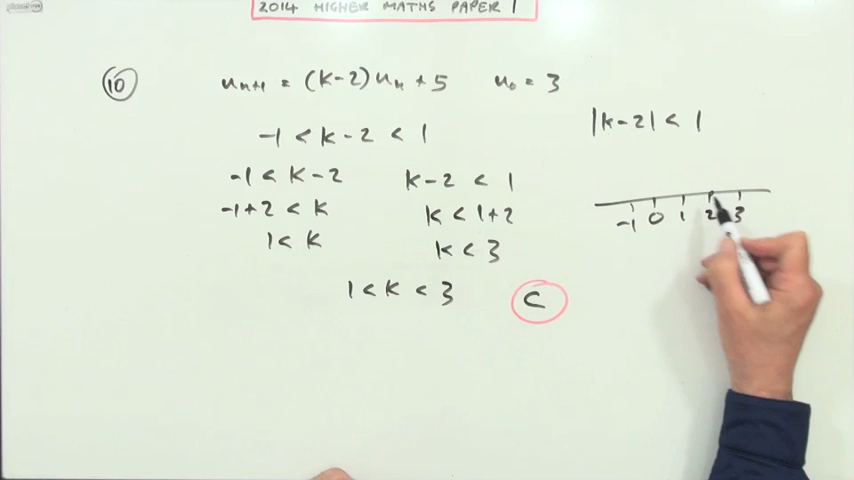 2014 HIGHER MATHS PAPER 1
10 uₙ₊₁ = (k-2)uₙ + 5 u₀ = 3
|k-2| < 1
-1 < k-2 < 1
-1 < k-2 k-2 < 1
-1+2 < k k < 1+2
1 < k k < 3
-1 0 1 2 3
1 < k < 3 C